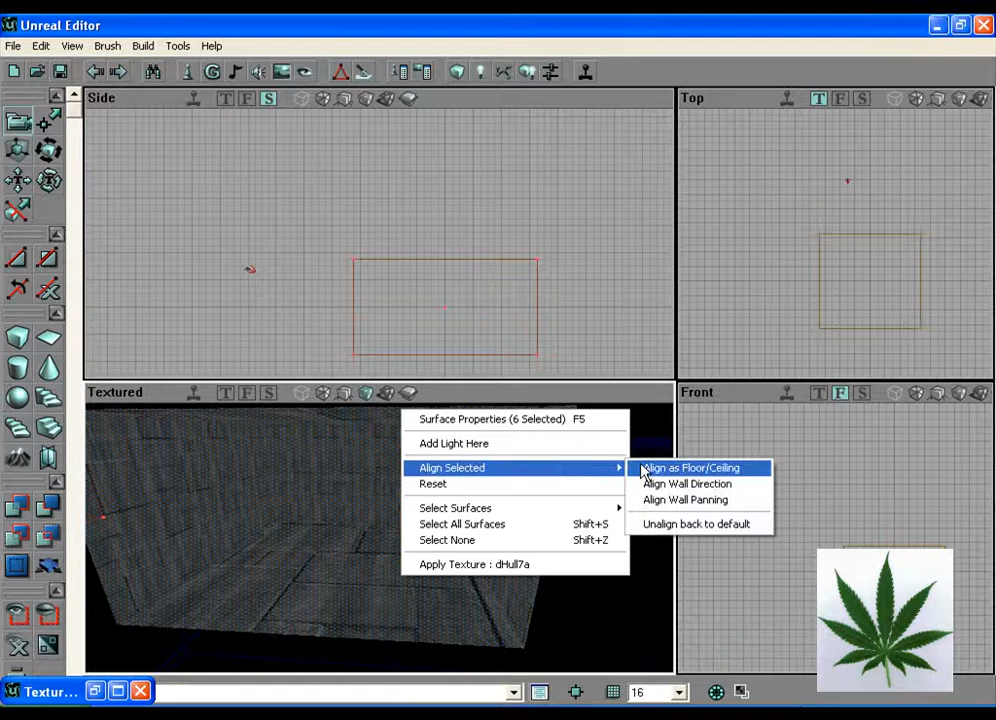 Unreal Editor
File Edit View Brush Build Tools Help
Side T F S
Top T F S
Textured T F S
Front T F S
Surface Properties (6 Selected) F5
Add Light Here
Align Selected
Reset
Select Surfaces
Select All Surfaces Shift+S
Select None Shift+Z
Apply Texture : dHull7a
Align as Floor/Ceiling
Align Wall Direction
Align Wall Panning
Unalign back to default
Textur...
16